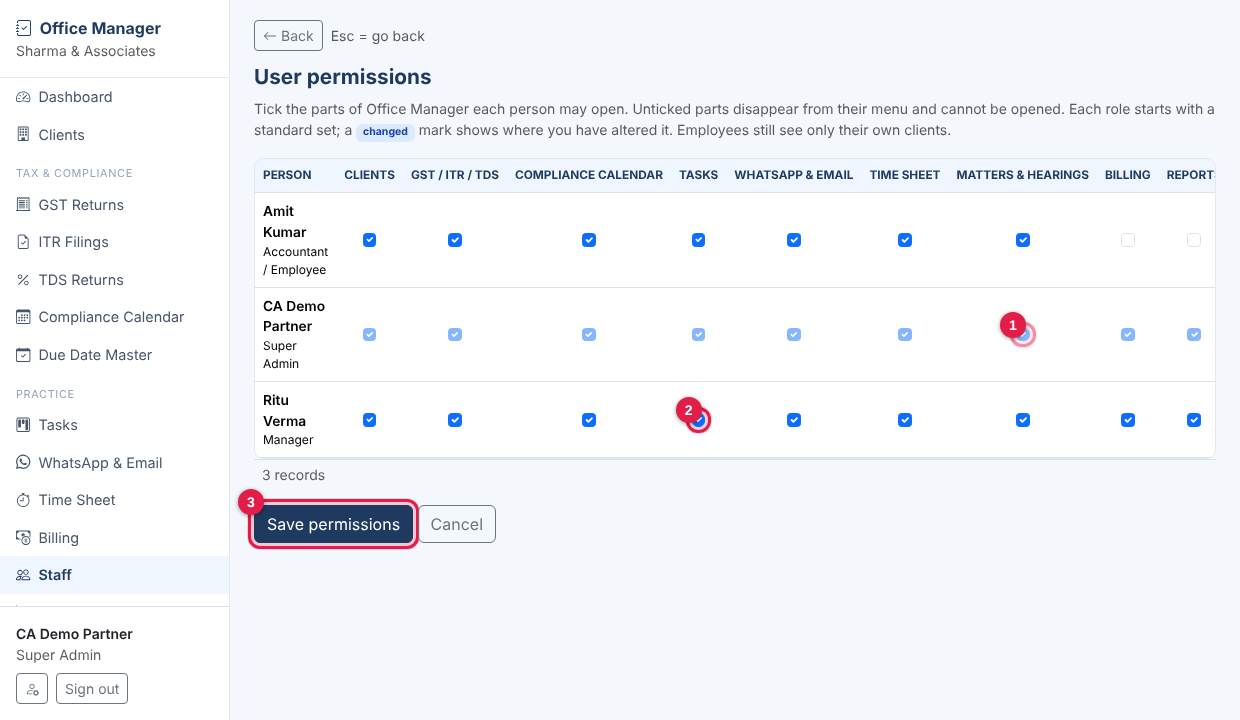 Office Manager
Sharma & Associates
Dashboard
Clients
TAX & COMPLIANCE
GST Returns
ITR Filings
TDS Returns
Compliance Calendar
Due Date Master
PRACTICE
Tasks
WhatsApp & Email
Time Sheet
Billing
Staff
CA Demo Partner
Super Admin
Sign out
← Back Esc = go back
User permissions
Tick the parts of Office Manager each person may open. Unticked parts disappear from their menu and cannot be opened. Each role starts with a
standard set; a changed mark shows where you have altered it. Employees still see only their own clients.
PERSON CLIENTS GST / ITR / TDS COMPLIANCE CALENDAR TASKS WHATSAPP & EMAIL TIME SHEET MATTERS & HEARINGS BILLING REPORT
Amit
Kumar
Accountant
/ Employee
CA Demo
Partner
Super
Admin
1
Ritu
Verma
Manager
2
3 records
3
Save permissions Cancel